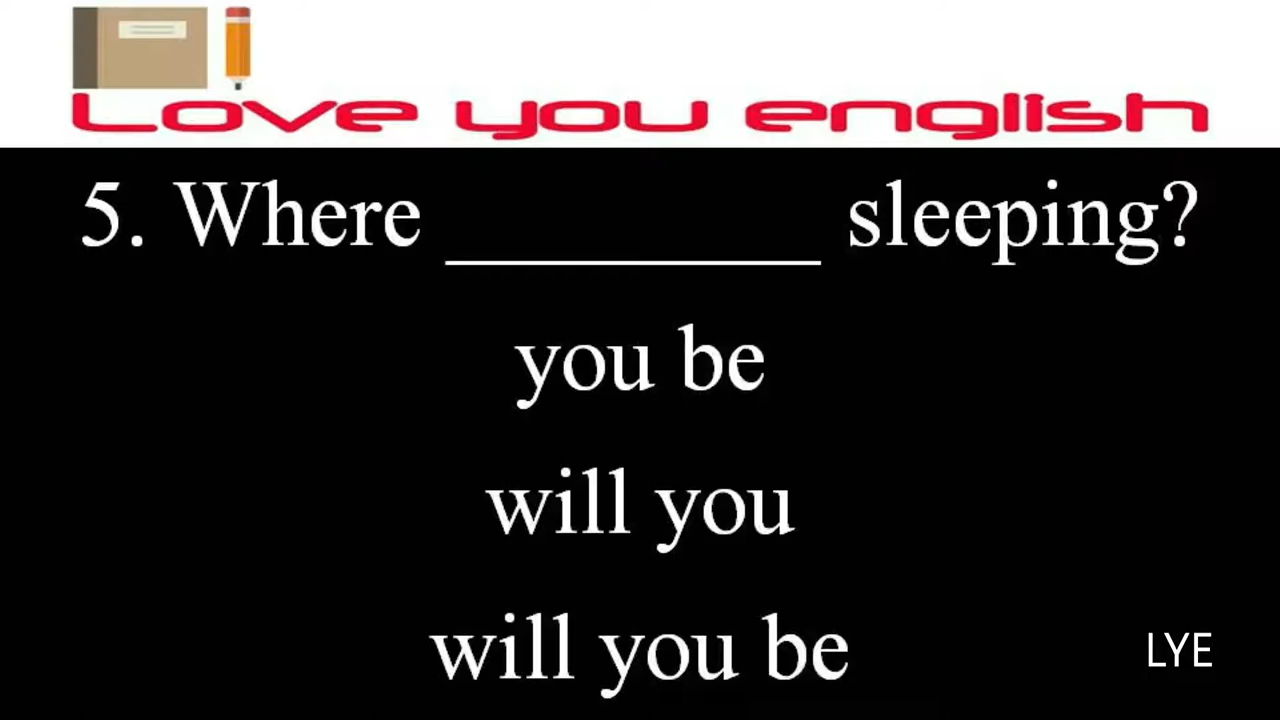 Love you english
5. Where __________ sleeping?
you be
will you
will you be
LYE